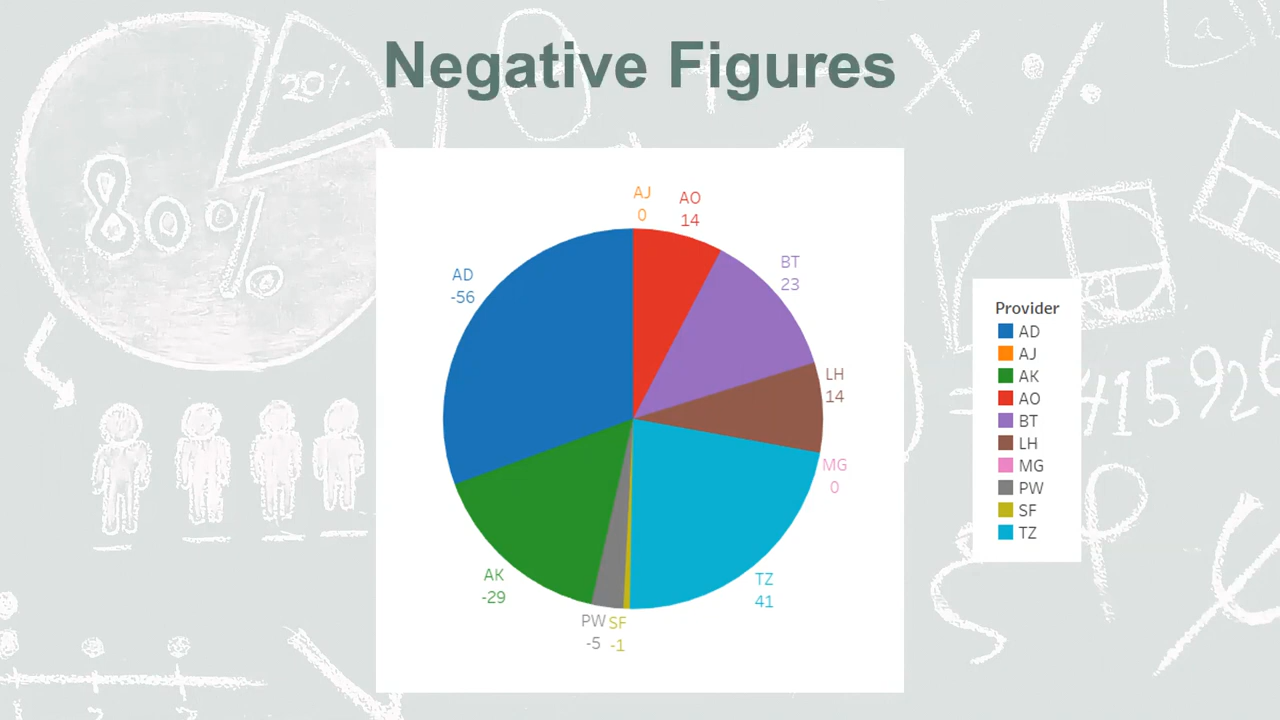 Negative Figures
20%
80%
X %
a
= 415926
AJ
0
AO
14
BT
23
LH
14
MG
0
TZ
41
SF
-1
PW
-5
AK
-29
AD
-56
Provider
AD
AJ
AK
AO
BT
LH
MG
PW
SF
TZ